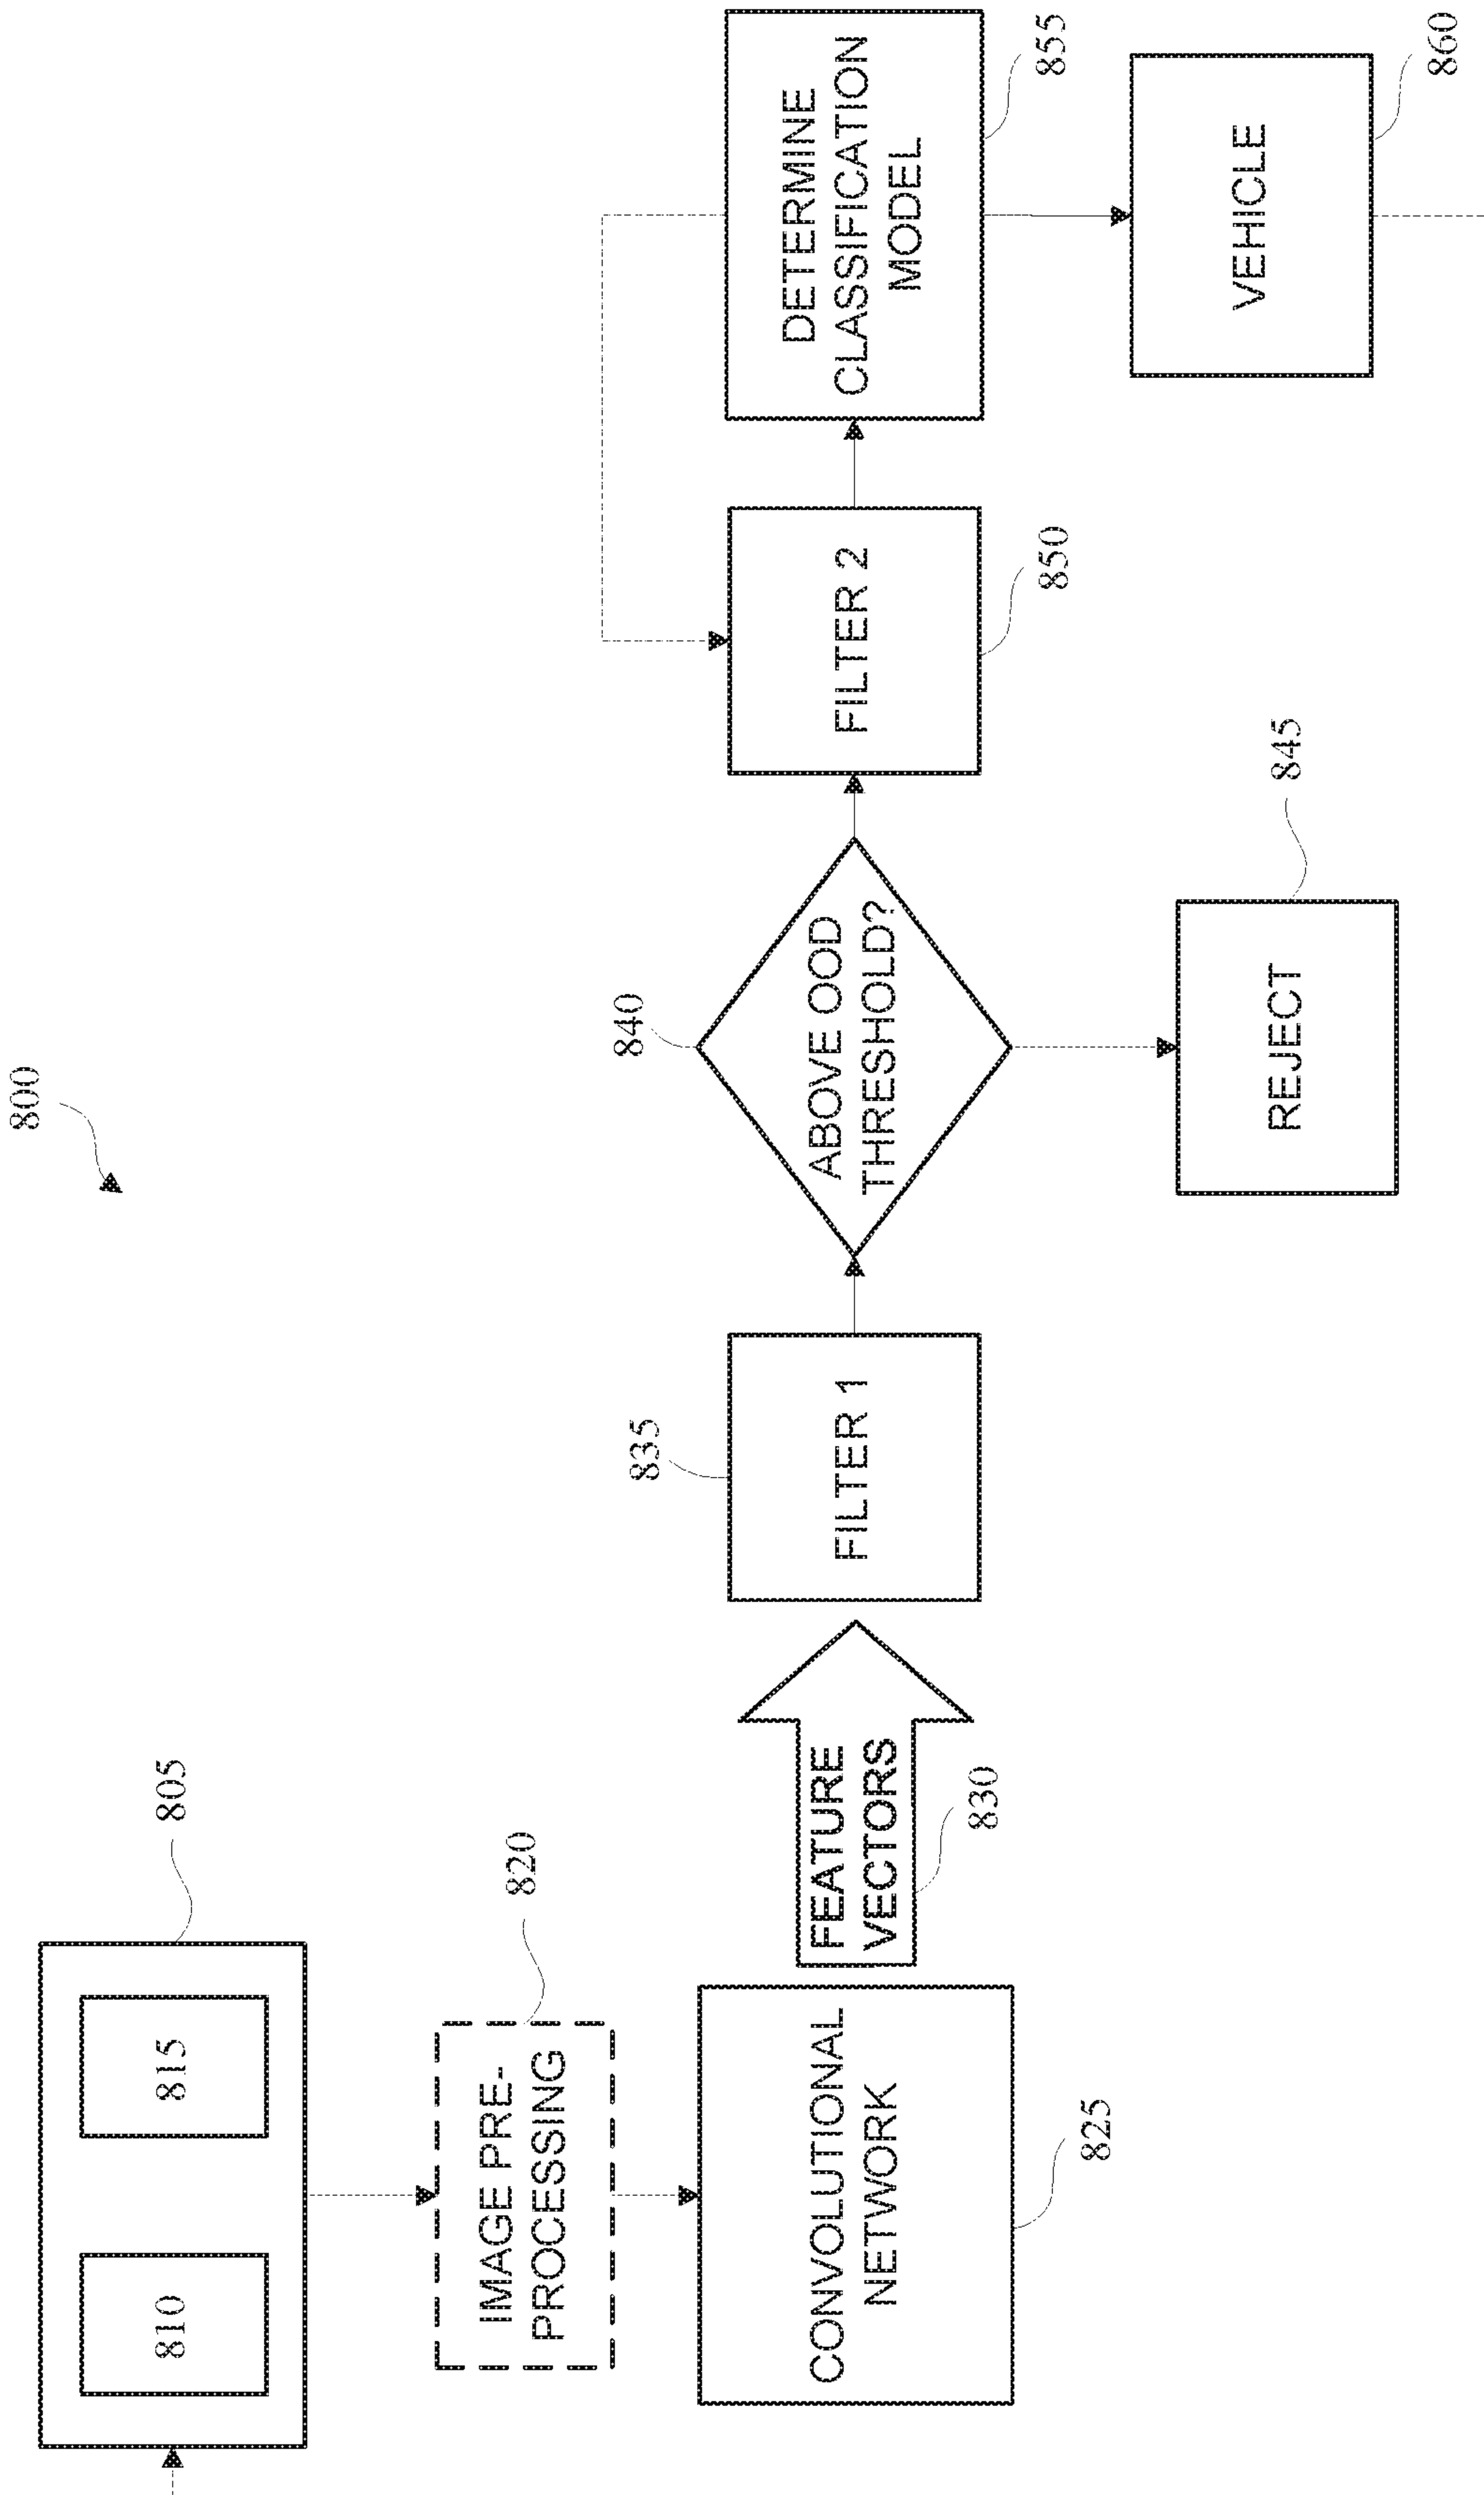 800
805
810
815
820
IMAGE PRE-
PROCESSING
CONVOLUTIONAL
NETWORK
825
FEATURE
VECTORS
830
835
FILTER 1
840
ABOVE OOD
THRESHOLD?
REJECT
845
FILTER 2
850
DETERMINE
CLASSIFICATION
MODEL
855
VEHICLE
860